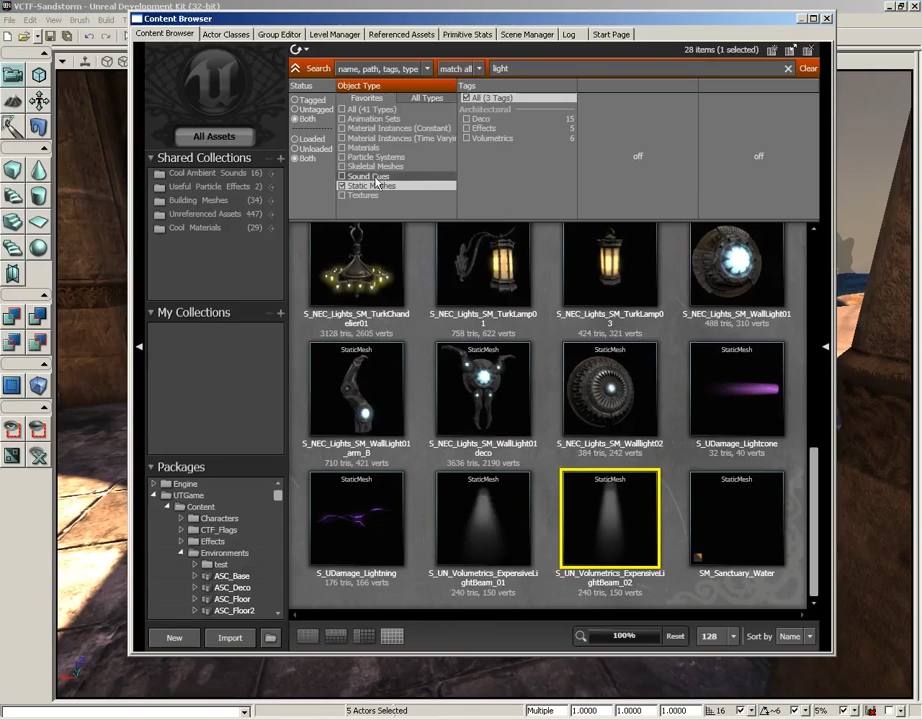 VCTF-Sandstorm - Unreal Development Kit (32-bit)
File Edit View Brush Build
Content Browser
Content Browser Actor Classes Group Editor Level Manager Referenced Assets Primitive Stats Scene Manager Log Start Page
28 items (1 selected)
Search name, path, tags, type match all light Clear
All Assets
Shared Collections
Cool Ambient Sounds 16)
Useful Particle Effects 2)
Building Meshes (34)
Unreferenced Assets 447)
Cool Materials (29)
My Collections
Packages
Engine
UTGame
Content
Characters
CTF_Flags
Effects
Environments
test
ASC_Base
ASC_Deco
ASC_Floor
ASC_Floor2
New Import
Status
Tagged
Untagged
Both
Loaded
Unloaded
Both
Object Type
Favorites All Types
All (41 Types)
Animation Sets
Material Instances (Constant)
Material Instances (Time Varyin
Materials
Particle Systems
Skeletal Meshes
Sound Cues
Static Meshes
Textures
Tags
All (3 Tags)
Architectural
Deco 15
Effects 5
Volumetrics 6
off off
S_NEC_Lights_SM_TurkChand
elier01
3128 tris, 2605 verts
S_NEC_Lights_SM_TurkLamp0
1
758 tris, 622 verts
S_NEC_Lights_SM_TurkLamp0
3
424 tris, 321 verts
S_NEC_Lights_SM_WallLight01
488 tris, 310 verts
StaticMesh
S_NEC_Lights_SM_WallLight01
_arm_B
710 tris, 421 verts
StaticMesh
S_NEC_Lights_SM_WallLight01
deco
3636 tris, 2190 verts
StaticMesh
S_NEC_Lights_SM_Walllight02
384 tris, 242 verts
StaticMesh
S_UDamage_Lightcone
32 tris, 40 verts
StaticMesh
S_UDamage_Lightning
176 tris, 166 verts
StaticMesh
S_UN_Volumetrics_ExpensiveLi
ghtBeam_01
240 tris, 150 verts
StaticMesh
S_UN_Volumetrics_ExpensiveLi
ghtBeam_02
240 tris, 150 verts
StaticMesh
SM_Sanctuary_Water
100% Reset 128 Sort by Name
5 Actors Selected Multiple 1.0000 1.0000 1.0000 16 ~6 5%